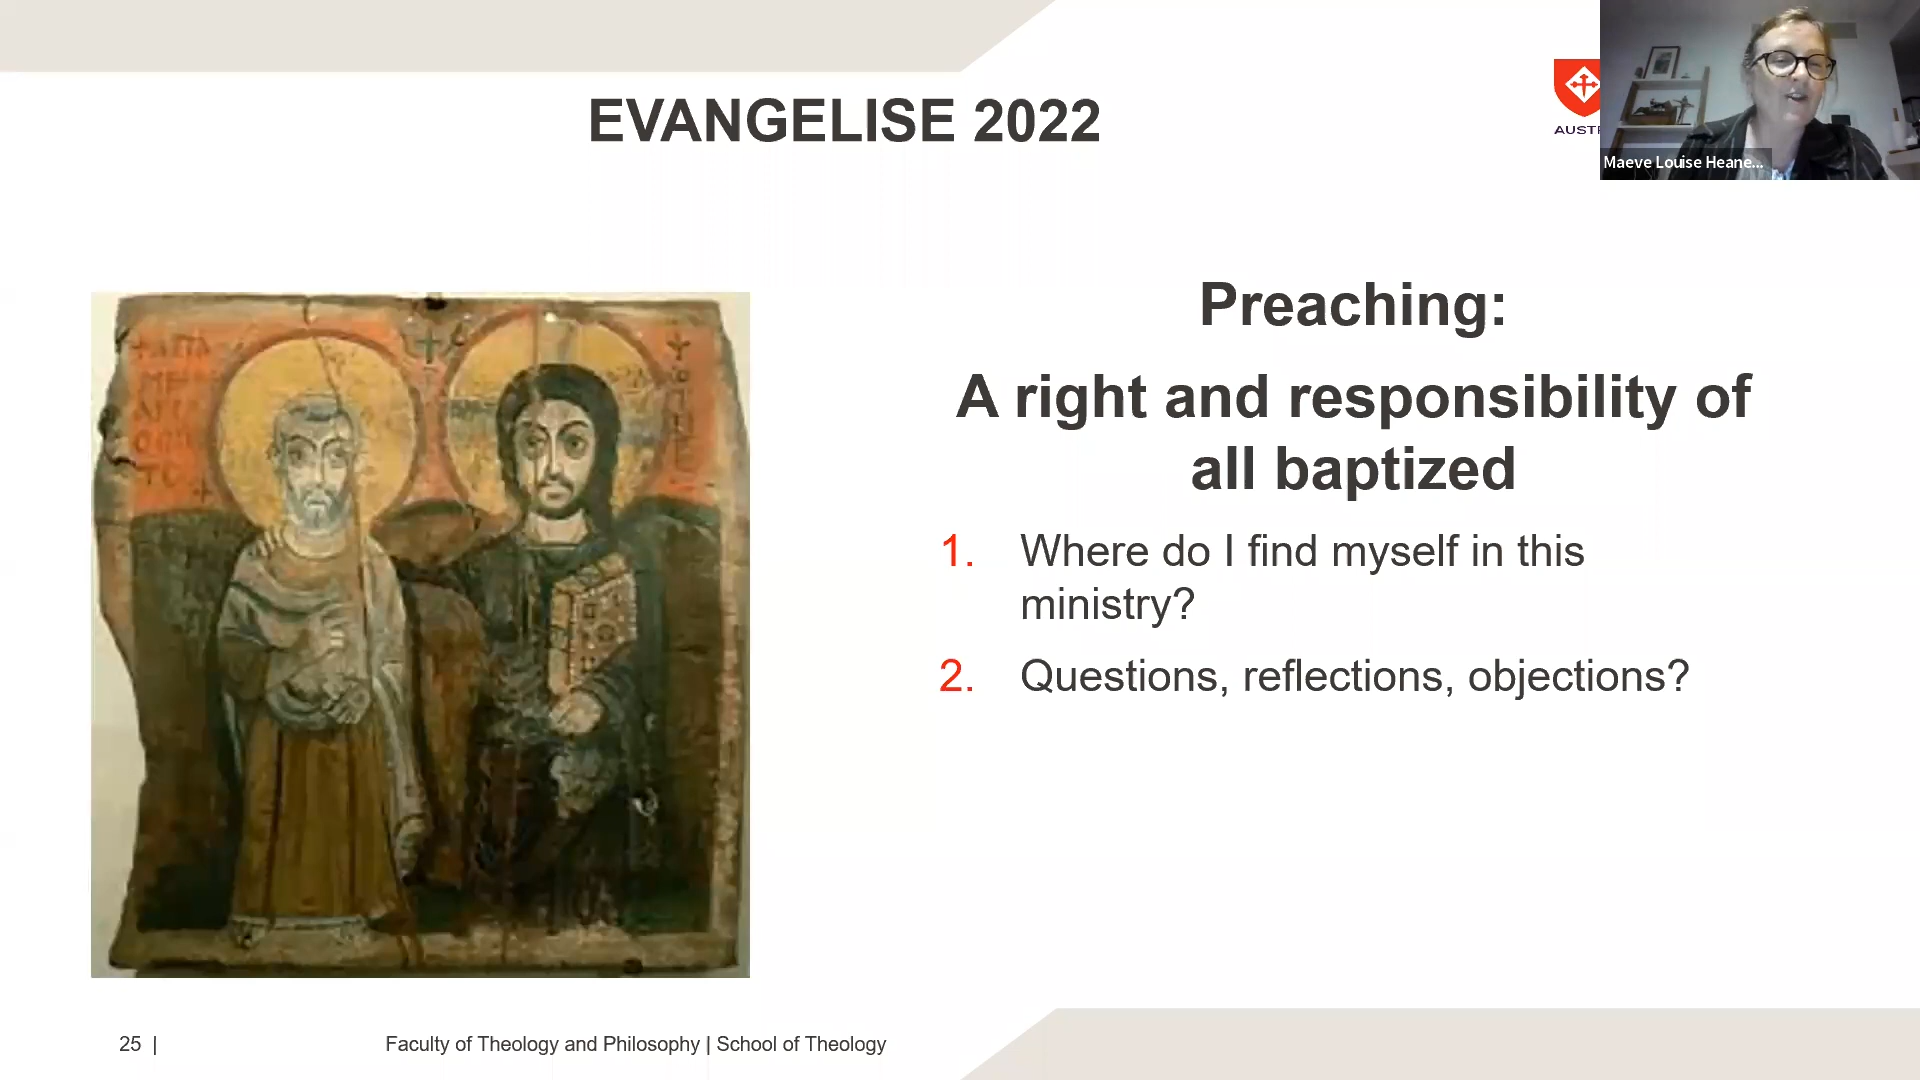 EVANGELISE 2022
AUST
Maeve Louise Heane...
Preaching:
A right and responsibility of
all baptized
1. Where do I find myself in this
ministry?
2. Questions, reflections, objections?
25 |
Faculty of Theology and Philosophy | School of Theology